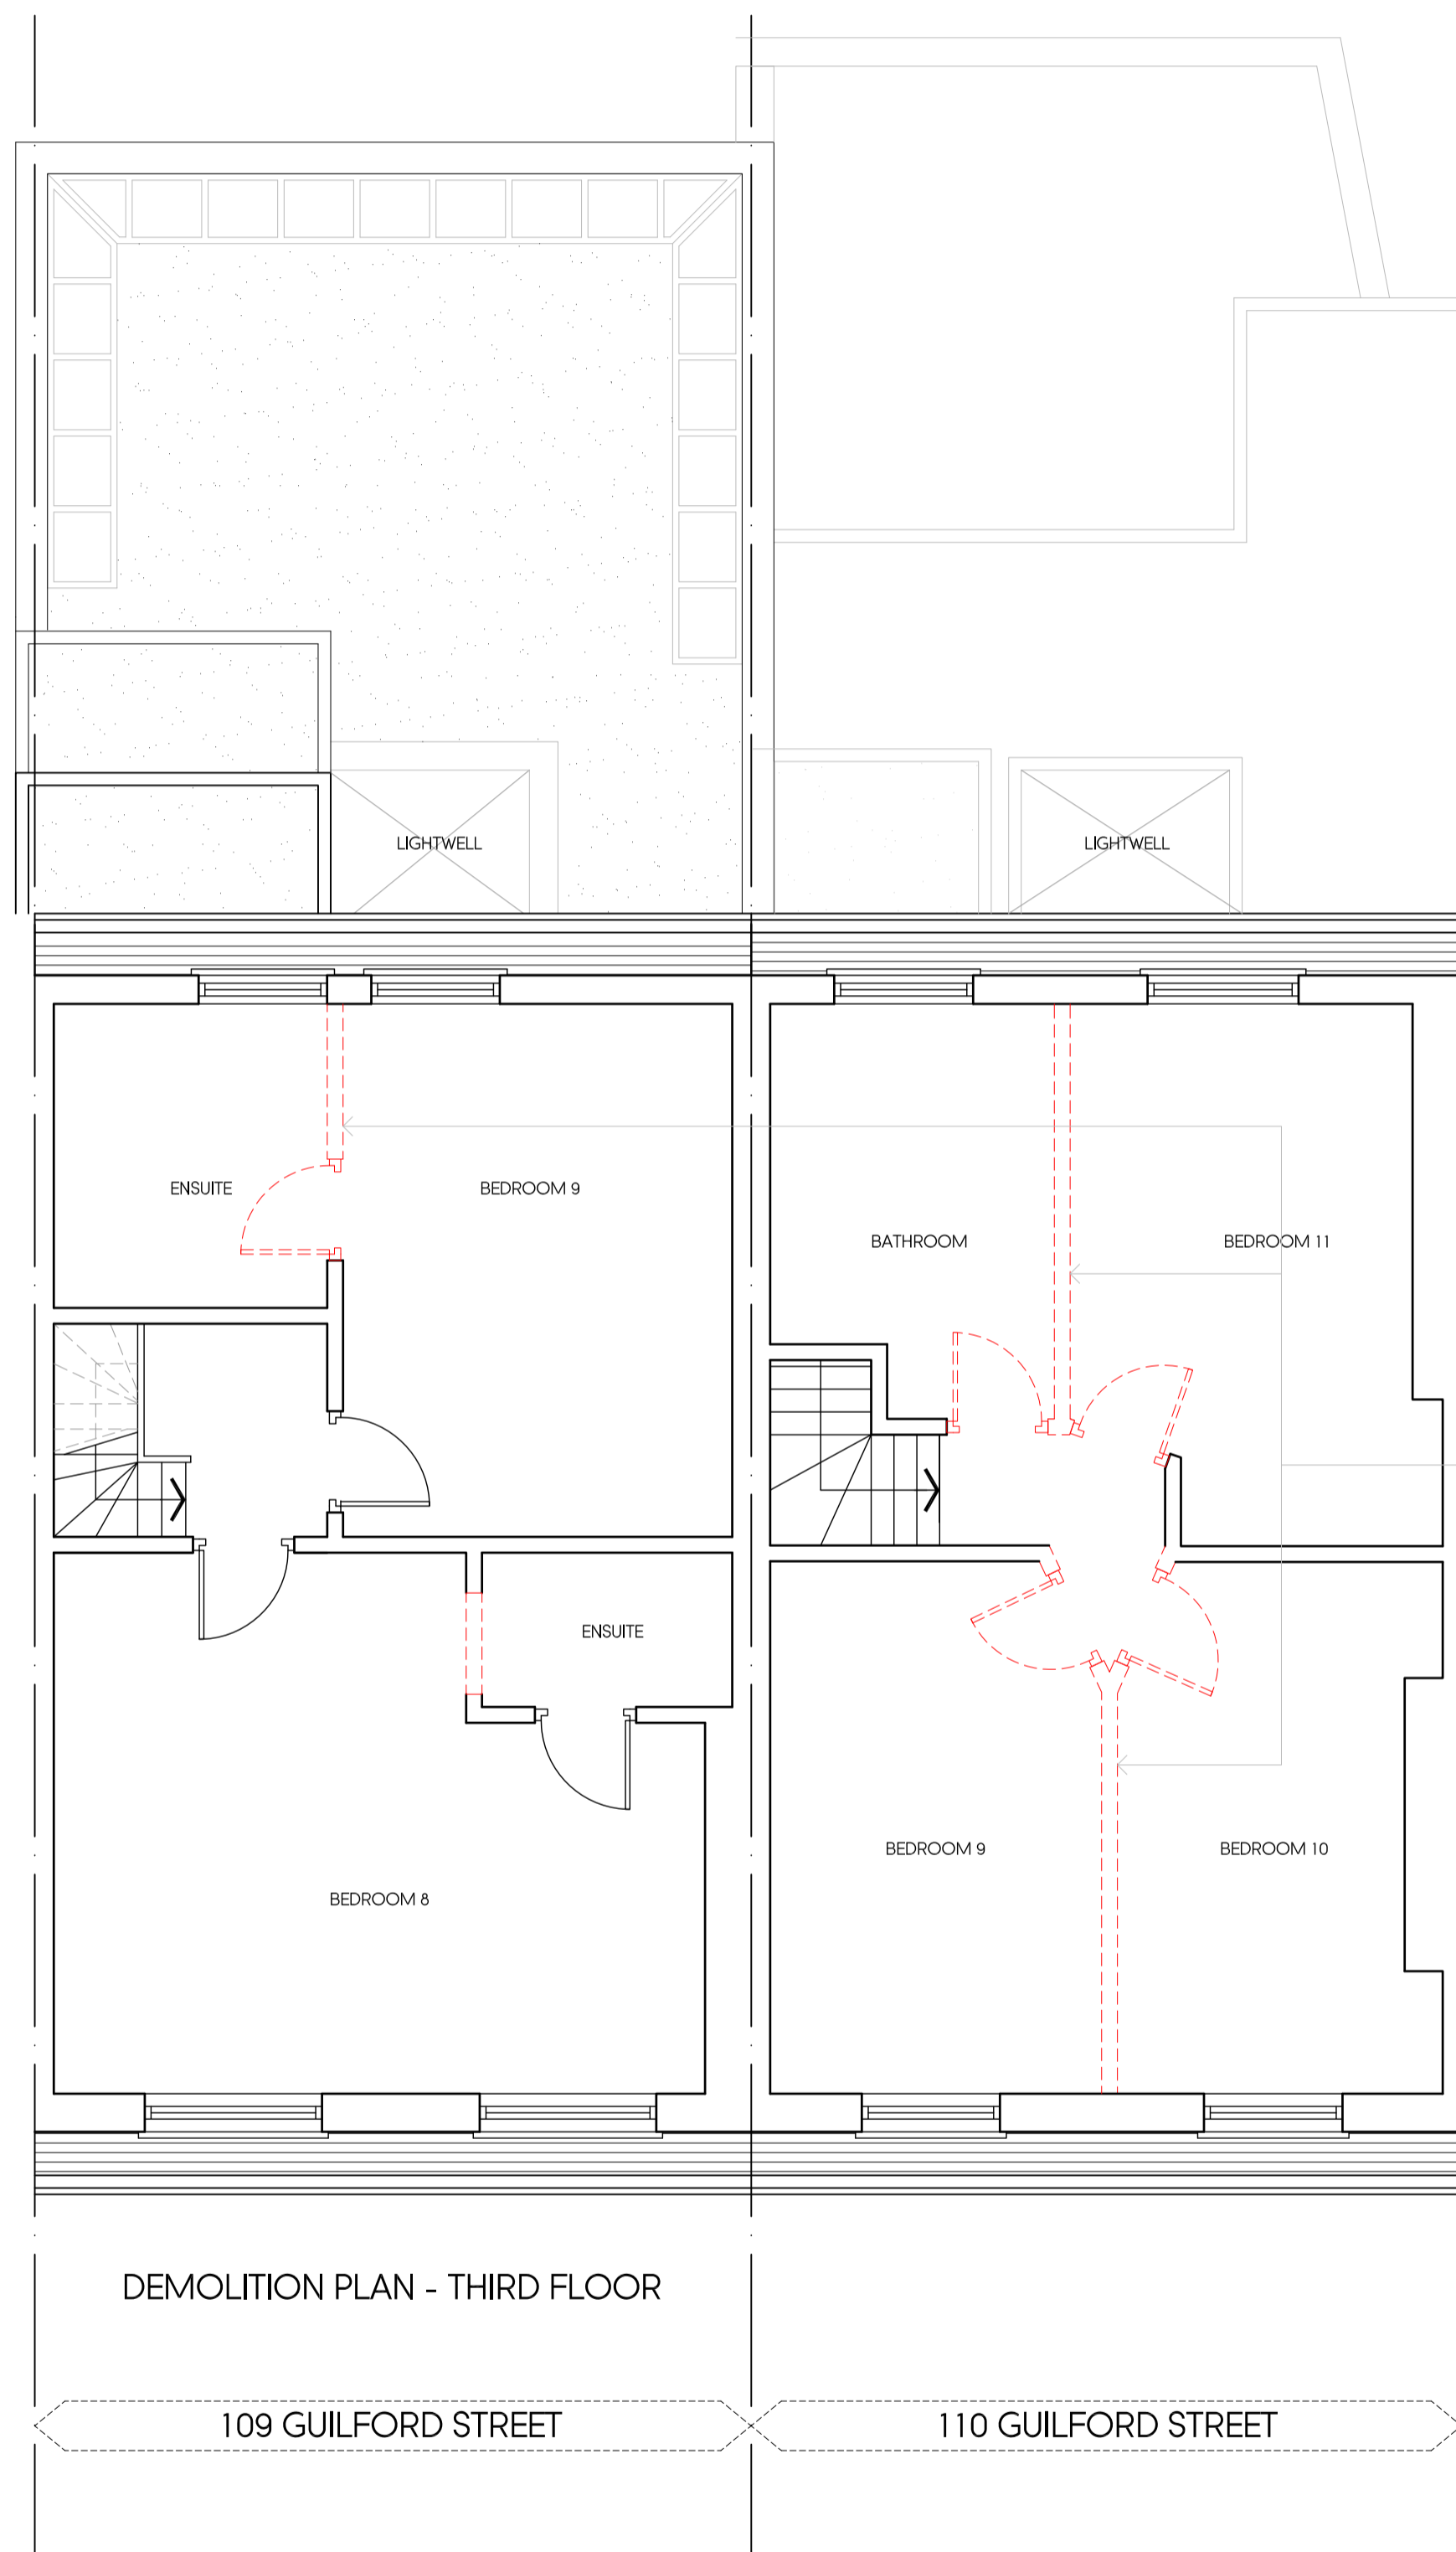 LIGHTWELL
LIGHTWELL
ENSUITE
BEDROOM 9
BATHROOM
BEDROOM 11
ENSUITE
BEDROOM 9
BEDROOM 10
BEDROOM 8
DEMOLITION PLAN - THIRD FLOOR
109 GUILFORD STREET
110 GUILFORD STREET